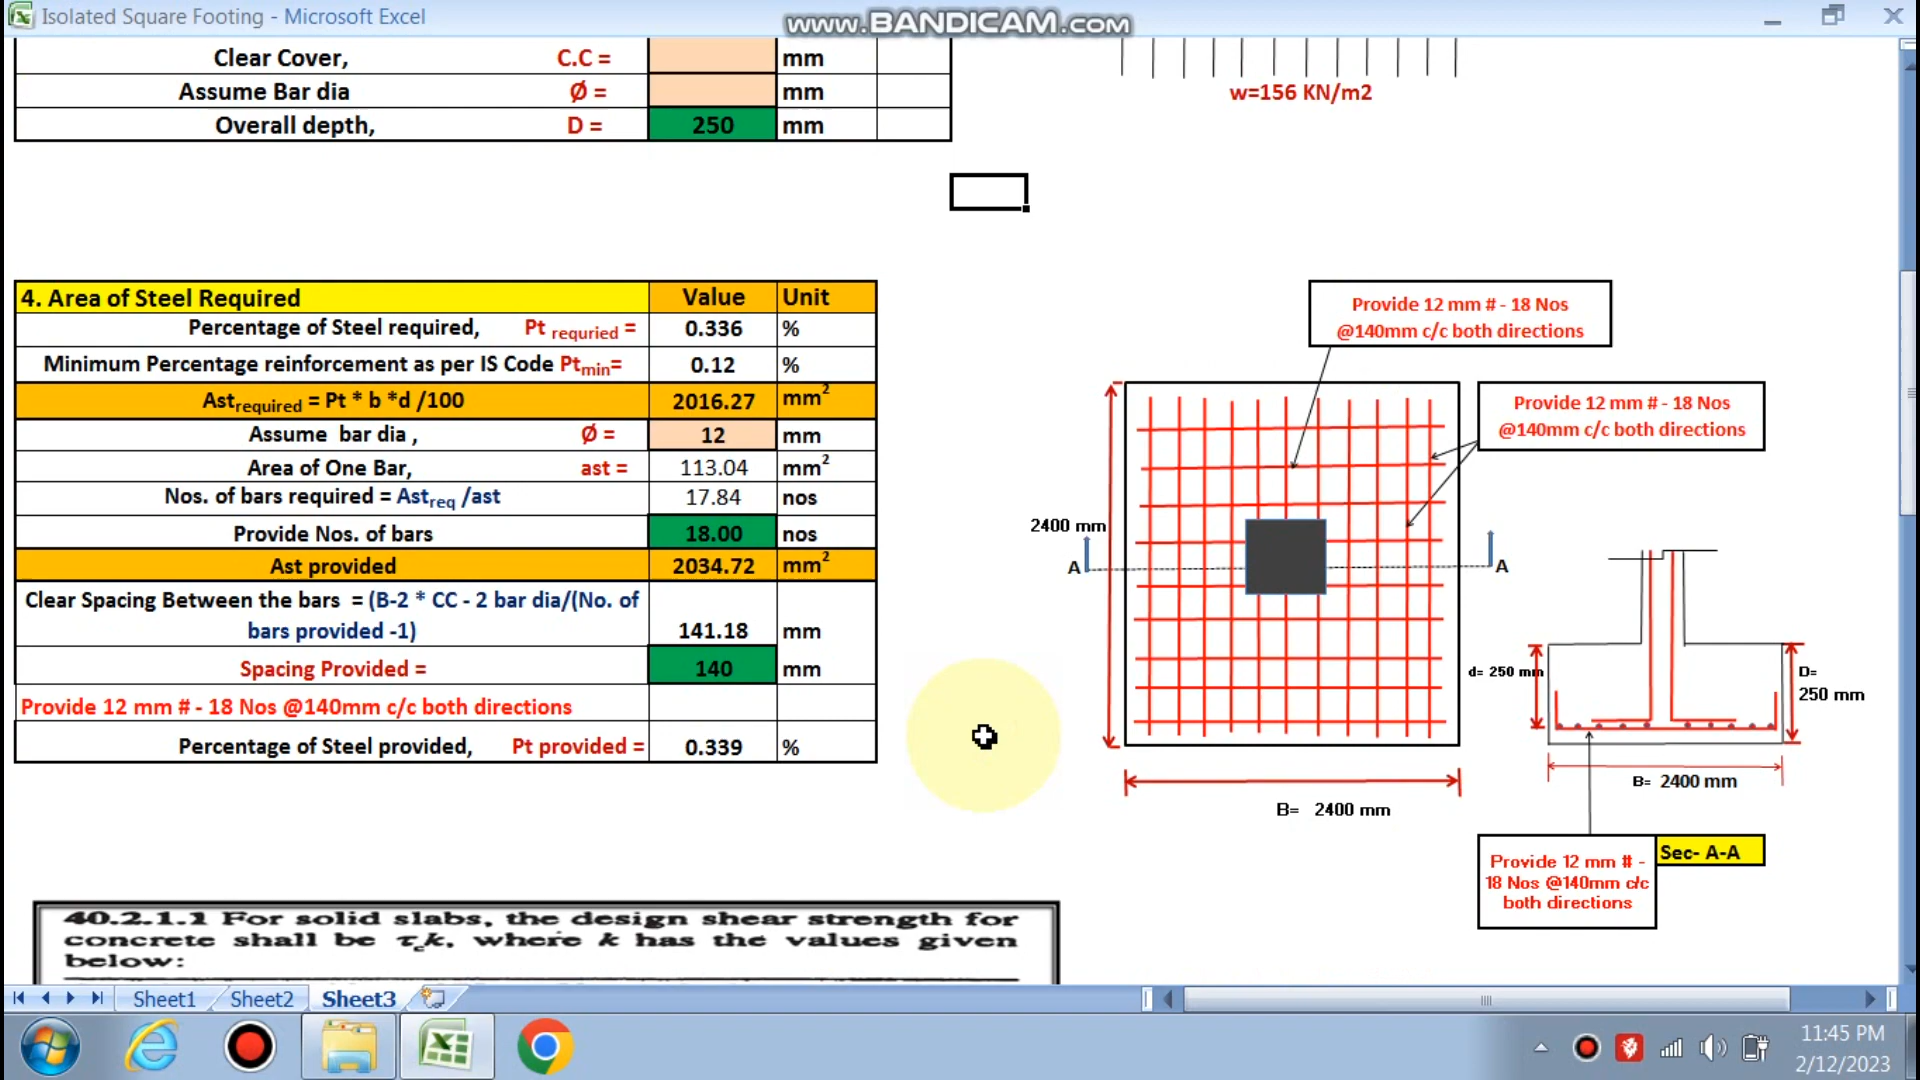 Isolated Square Footing - Microsoft Excel
www.BANDICAM.com
Clear Cover, C.C = mm
Assume Bar dia Ø = mm
Overall depth, D = 250 mm
w=156 KN/m2
4. Area of Steel Required Value Unit
Percentage of Steel required, Pt requried = 0.336 %
Minimum Percentage reinforcement as per IS Code Ptmin= 0.12 %
Astrequired = Pt * b *d /100 2016.27 mm2
Assume bar dia , Ø = 12 mm
Area of One Bar, ast = 113.04 mm2
Nos. of bars required = Astreq /ast 17.84 nos
Provide Nos. of bars 18.00 nos
Ast provided 2034.72 mm2
Clear Spacing Between the bars = (B-2 * CC - 2 bar dia/(No. of
bars provided -1) 141.18 mm
Spacing Provided = 140 mm
Provide 12 mm # - 18 Nos @140mm c/c both directions
Percentage of Steel provided, Pt provided = 0.339 %
Provide 12 mm # - 18 Nos
@140mm c/c both directions
Provide 12 mm # - 18 Nos
@140mm c/c both directions
2400 mm
A A
B= 2400 mm
d= 250 mm
D=
250 mm
B= 2400 mm
Sec- A-A
Provide 12 mm # -
18 Nos @140mm c/c
both directions
40.2.1.1 For solid slabs, the design shear strength for
concrete shall be τck, where k has the values given
below:
Sheet1 Sheet2 Sheet3
11:45 PM
2/12/2023